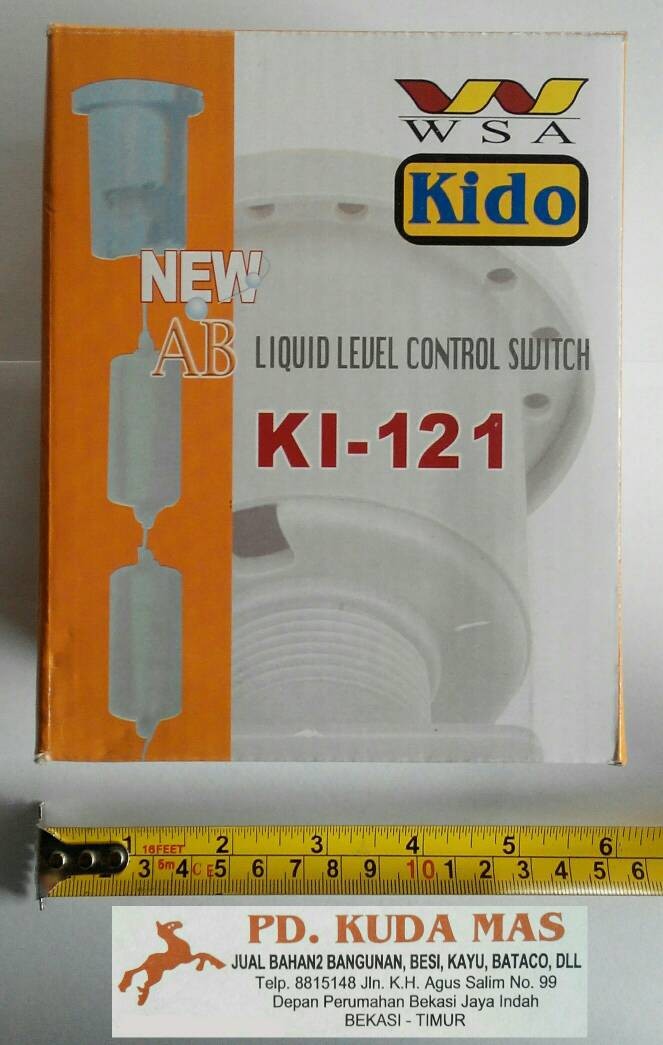 WSA
Kido
NEW
AB LIQUID LEVEL CONTROL SWITCH
KI-121
1 2 3 4 5 6
16FEET
3 5m 4 CE 5 6 7 8 9 10 1 2 3 4 5 6
PD. KUDA MAS
JUAL BAHAN2 BANGUNAN, BESI, KAYU, BATACO, DLL
Telp. 8815148 Jln. K.H. Agus Salim No. 99
Depan Perumahan Bekasi Jaya Indah
BEKASI - TIMUR